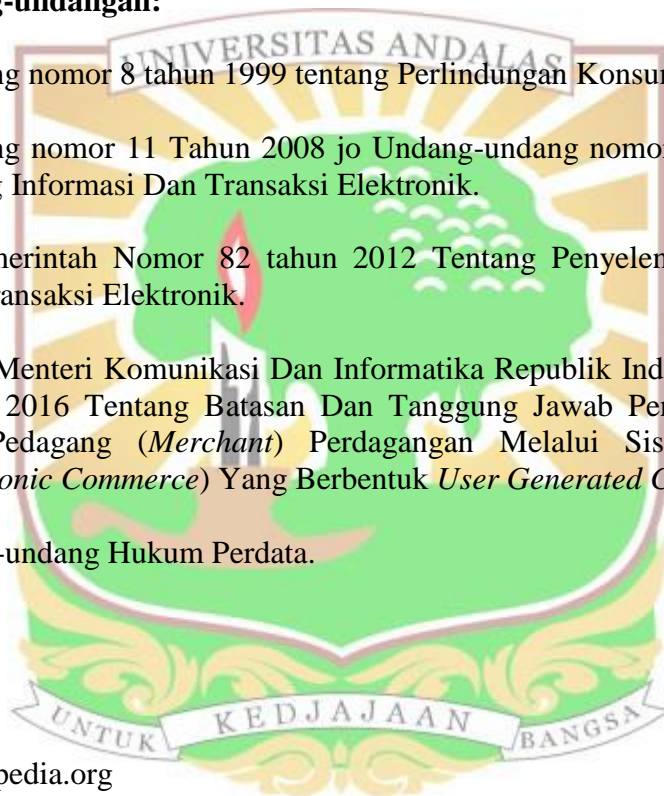 g-undangan:
UNIVERSITAS ANDALAS
ng nomor 8 tahun 1999 tentang Perlindungan Konsu
ng nomor 11 Tahun 2008 jo Undang-undang nomor
g Informasi Dan Transaksi Elektronik.
merintah Nomor 82 tahun 2012 Tentang Penyelen
ransaksi Elektronik.
Menteri Komunikasi Dan Informatika Republik Ind
2016 Tentang Batasan Dan Tanggung Jawab Per
Pedagang (Merchant) Perdagangan Melalui Sis
onic Commerce) Yang Berbentuk User Generated C
-undang Hukum Perdata.
UNTUK KEDJAJAAN BANGSA
pedia.org